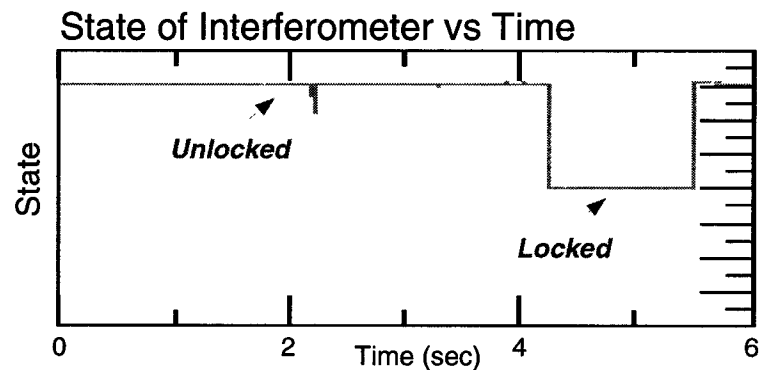 State of Interferometer vs Time
Unlocked
State
Locked
0 2 4 6
Time (sec)